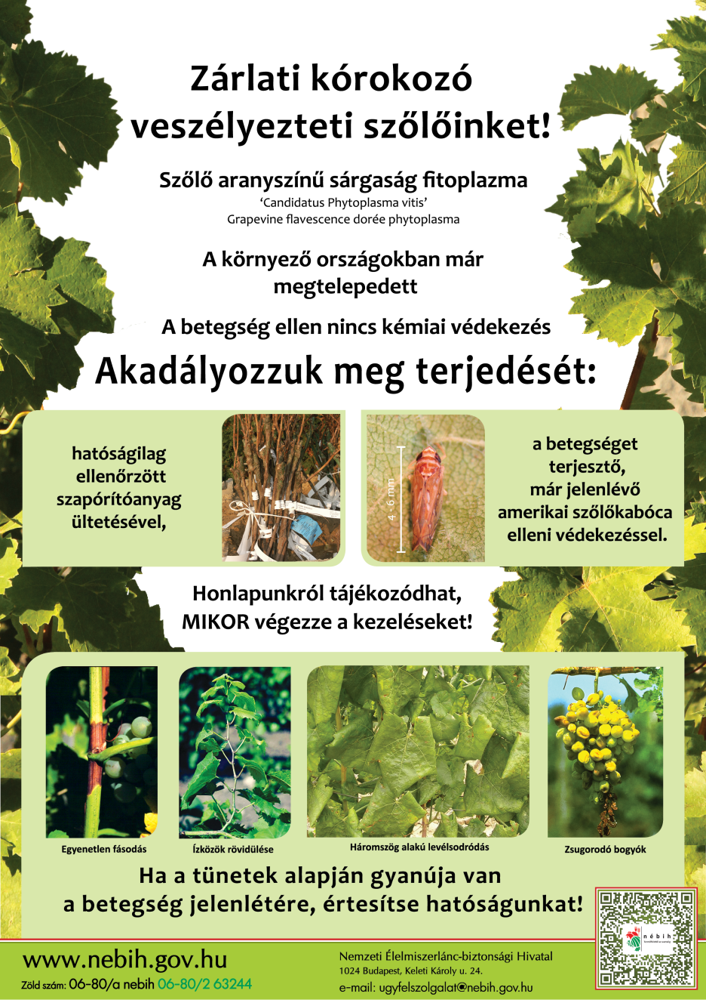 Zárlati kórokozó
veszélyezteti szőlőinket!
Szőlő aranyszínű sárgaság fitoplazma
‘Candidatus Phytoplasma vitis’
Grapevine flavescence dorée phytoplasma
A környező országokban már
megtelepedett
A betegség ellen nincs kémiai védekezés
Akadályozzuk meg terjedését:
hatóságilag
ellenőrzött
szapórítóanyag
ültetésével,
4 - 6 mm
a betegséget
terjesztő,
már jelenlévő
amerikai szőlőkabóca
elleni védekezéssel.
Honlapunkról tájékozódhat,
MIKOR végezze a kezeléseket!
Egyenetlen fásodás
Ízközök rövidülése
Háromszög alakú levélsodródás
Zsugorodó bogyók
Ha a tünetek alapján gyanúja van
a betegség jelenlétére, értesítse hatóságunkat!
nébih
www.nebih.gov.hu
Zöld szám: 06-80/a nebih 06-80/2 63244
Nemzeti Élelmiszerlánc-biztonsági Hivatal
1024 Budapest, Keleti Károly u. 24.
e-mail: ugyfelszolgalat@nebih.gov.hu